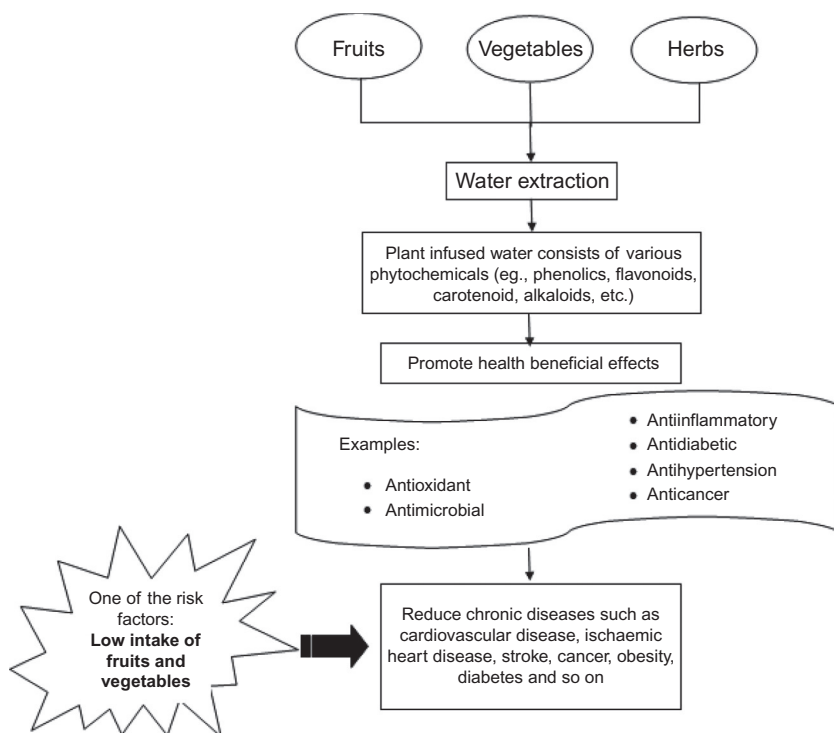 Fruits
Vegetables
Herbs
Water extraction
Plant infused water consists of various
phytochemicals (eg., phenolics, flavonoids,
carotenoid, alkaloids, etc.)
Promote health beneficial effects
Examples:
• Antioxidant
• Antimicrobial
• Antiinflammatory
• Antidiabetic
• Antihypertension
• Anticancer
One of the risk
factors:
Low intake of
fruits and
vegetables
Reduce chronic diseases such as
cardiovascular disease, ischaemic
heart disease, stroke, cancer, obesity,
diabetes and so on